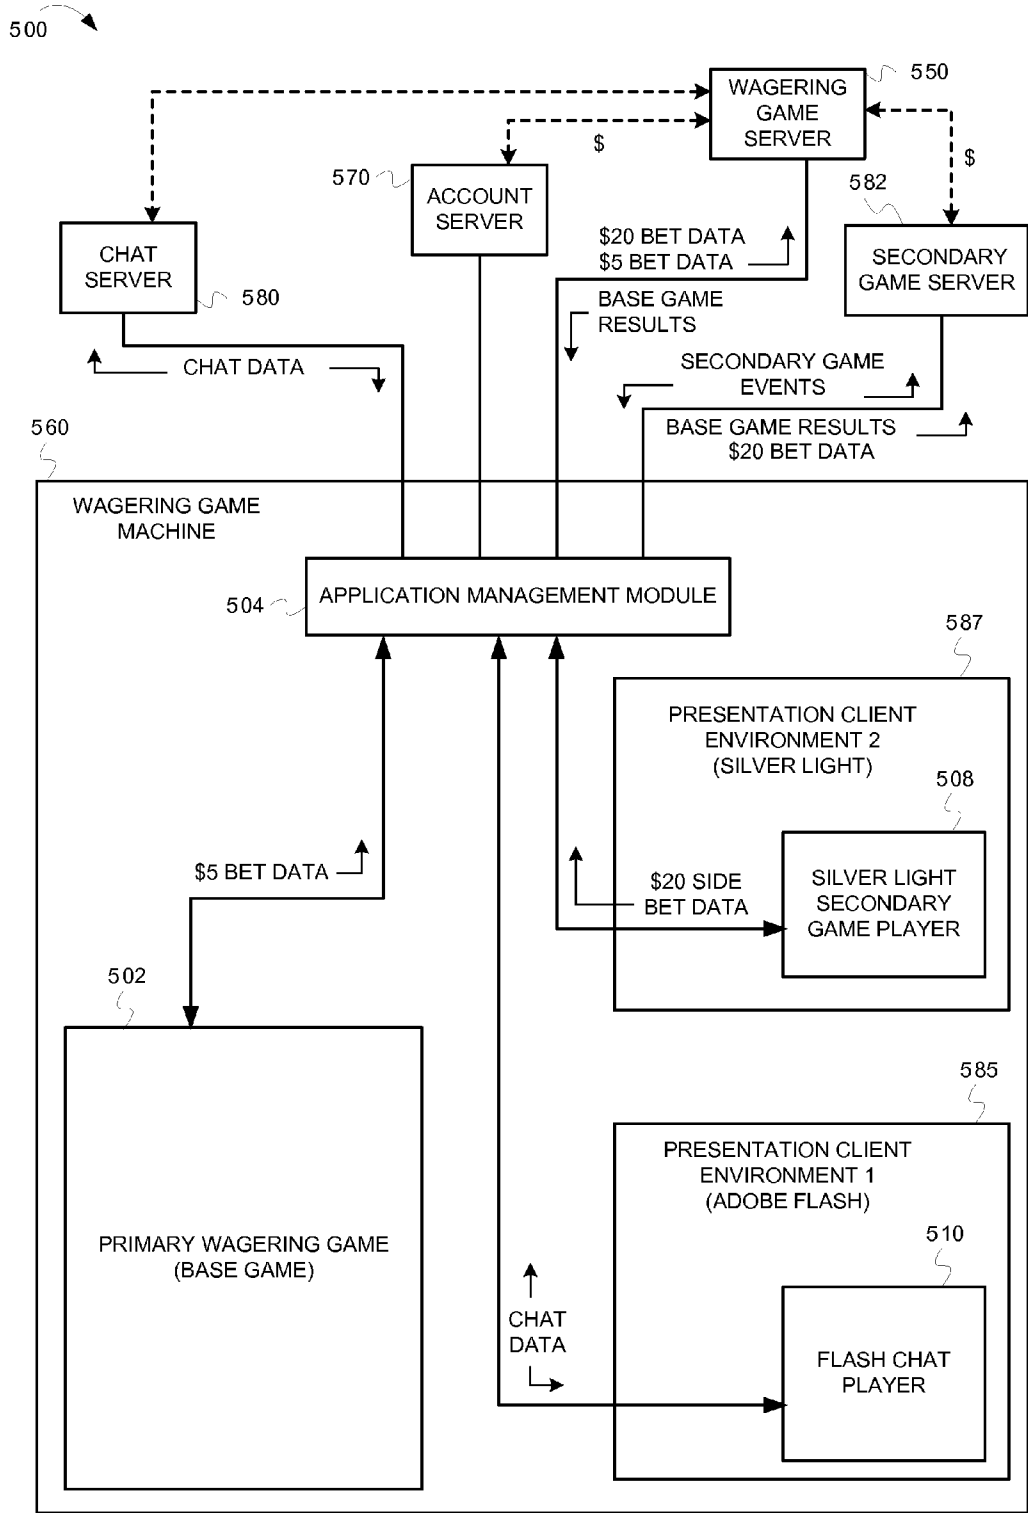 500
550
WAGERING
GAME
SERVER
$
$
570
ACCOUNT
SERVER
582
SECONDARY
GAME SERVER
CHAT
SERVER
580
$20 BET DATA
$5 BET DATA
BASE GAME
RESULTS
CHAT DATA
SECONDARY GAME
EVENTS
BASE GAME RESULTS
$20 BET DATA
560
WAGERING GAME
MACHINE
504
APPLICATION MANAGEMENT MODULE
587
PRESENTATION CLIENT
ENVIRONMENT 2
(SILVER LIGHT)
508
$5 BET DATA
$20 SIDE
BET DATA
SILVER LIGHT
SECONDARY
GAME PLAYER
502
585
PRESENTATION CLIENT
ENVIRONMENT 1
(ADOBE FLASH)
PRIMARY WAGERING GAME
(BASE GAME)
510
CHAT
DATA
FLASH CHAT
PLAYER